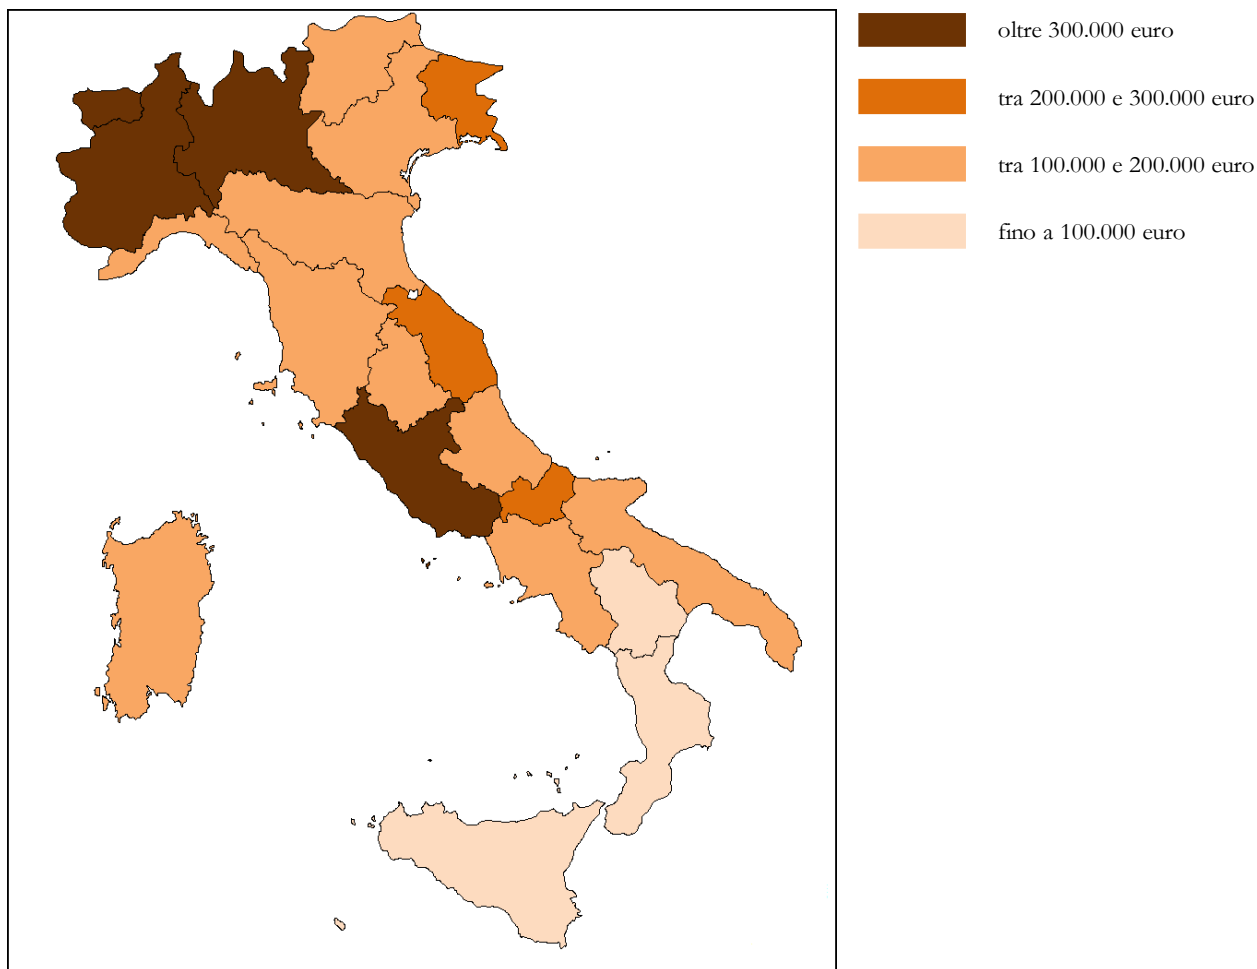 oltre 300.000 euro
tra 200.000 e 300.000 euro
tra 100.000 e 200.000 euro
fino a 100.000 euro